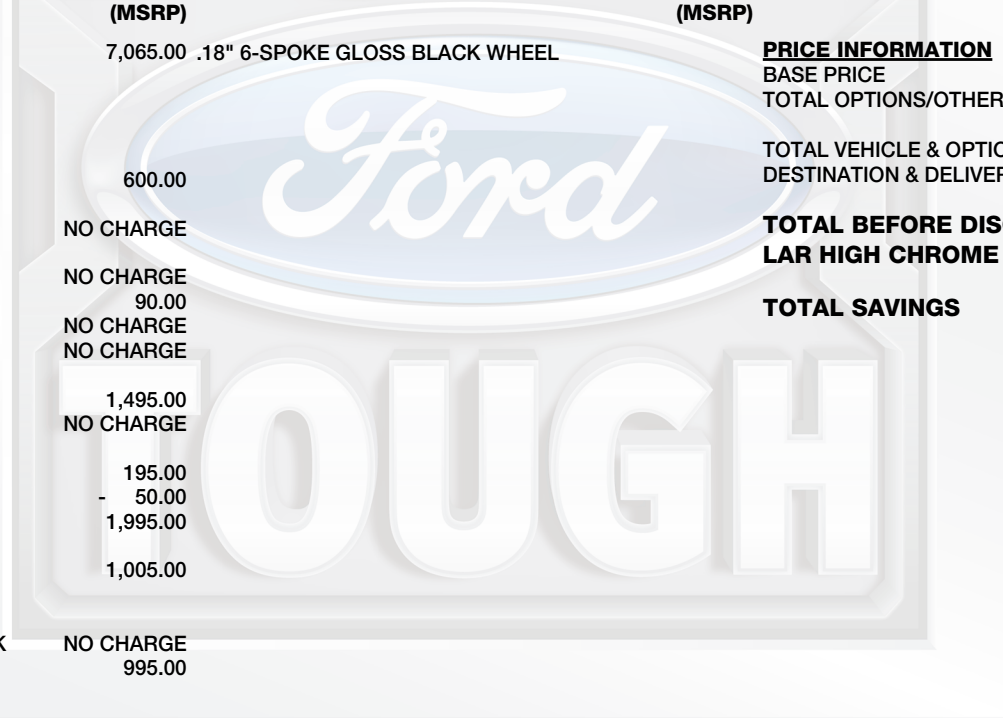 (MSRP) (MSRP)
7,065.00 .18" 6-SPOKE GLOSS BLACK WHEEL
600.00
NO CHARGE
NO CHARGE
90.00
NO CHARGE
NO CHARGE
1,495.00
NO CHARGE
195.00
- 50.00
1,995.00
1,005.00
K NO CHARGE
995.00
PRICE INFORMATION
BASE PRICE
TOTAL OPTIONS/OTHER
TOTAL VEHICLE & OPTIO
DESTINATION & DELIVER
TOTAL BEFORE DIS
LAR HIGH CHROME
TOTAL SAVINGS
Ford
TOUGH